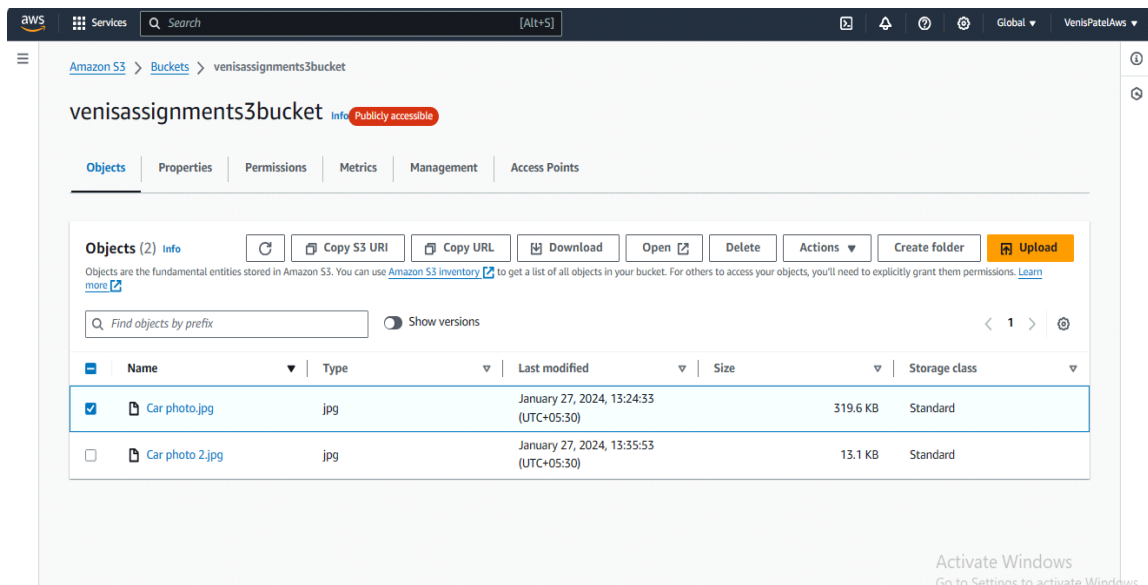 aws Services Search [Alt+S] Global VenisPatelAws
Amazon S3 Buckets venisassignments3bucket
venisassignments3bucket Info Publicly accessible
Objects Properties Permissions Metrics Management Access Points
Objects (2) Info Copy S3 URI Copy URL Download Open Delete Actions Create folder Upload
Objects are the fundamental entities stored in Amazon S3. You can use Amazon S3 inventory to get a list of all objects in your bucket. For others to access your objects, you'll need to explicitly grant them permissions. Learn
more
Find objects by prefix Show versions 1
Name Type Last modified Size Storage class
Car photo.jpg jpg January 27, 2024, 13:24:33 319.6 KB Standard
(UTC+05:30)
Car photo 2.jpg jpg January 27, 2024, 13:35:53 13.1 KB Standard
(UTC+05:30)
Activate Windows
Go to Settings to activate Windows.